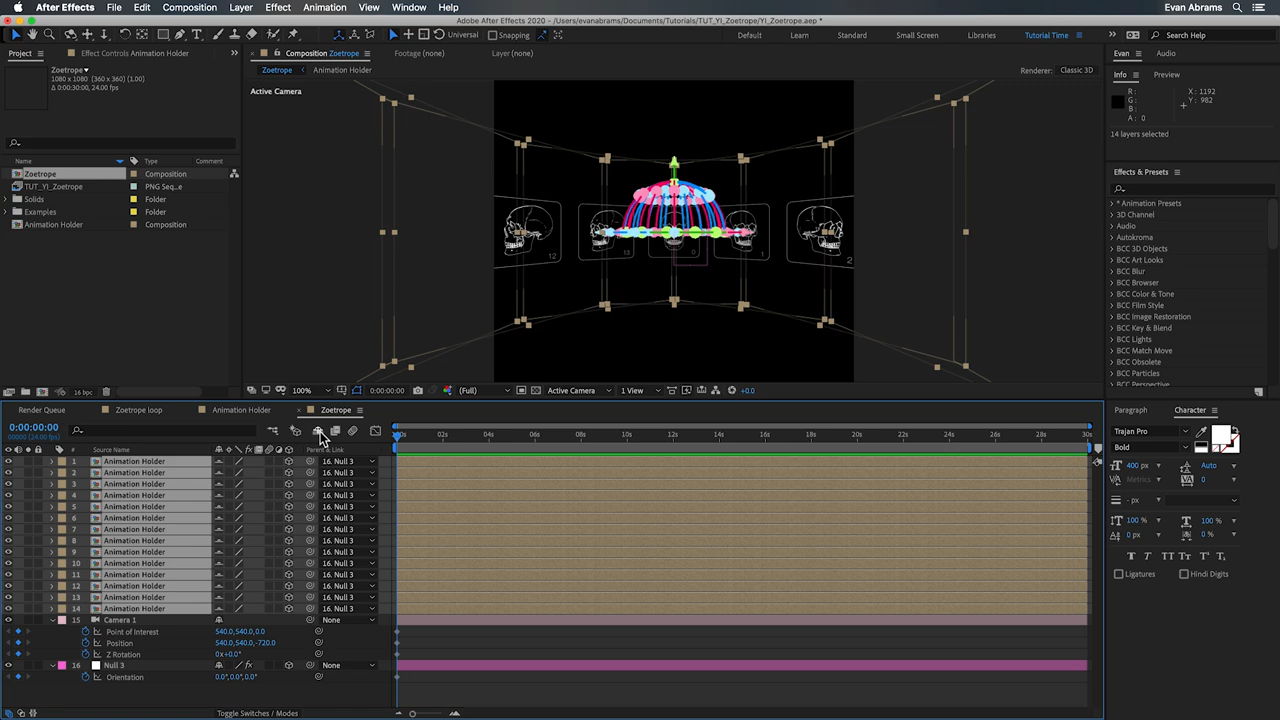 After Effects File Edit Composition Layer Effect Animation View Window Help Evan Abrams
Adobe After Effects 2020 - /Users/evanabrams/Documents/Tutorials/TUT_YI_Zoetrope/YI_Zoetrope.aep *
Universal Snapping Default Learn Standard Small Screen Libraries Tutorial Time Search Help
Project Effect Controls Animation Holder Composition Zoetrope Footage (none) Layer (none) Evan Audio
Zoetrope
1080 x 1080 (360 x 360) (1.00)
Δ 0:00:30:00, 24.00 fps)
Zoetrope Animation Holder Renderer: Classic 3D
Active Camera
Info Preview
R: X: 1192
G: Y: 982
B:
A: 0
14 layers selected
Name Type Comment
Zoetrope Composition
TUT_YI_Zoetrope PNG Seq...e
Solids Folder
Examples Folder
Animation Holder Composition
12 13 0 1 2
Effects & Presets
* Animation Presets
3D Channel
Audio
Autokroma
BCC 3D Objects
BCC Art Looks
BCC Blur
BCC Browser
BCC Color & Tone
BCC Film Style
BCC Image Restoration
BCC Key & Blend
BCC Lights
BCC Match Move
BCC Obsolete
BCC Particles
BCC Perspective
16 bpc
100% 0:00:00:00 (Full) Active Camera 1 View +0.0
Render Queue Zoetrope loop Animation Holder Zoetrope
0:00:00:00
00000 (24.00 fps)
02s 04s 06s 08s 10s 12s 14s 16s 18s 20s 22s 24s 26s 28s 30s
# Source Name Parent & Link
1 Animation Holder 16. Null 3
2 Animation Holder 16. Null 3
3 Animation Holder 16. Null 3
4 Animation Holder 16. Null 3
5 Animation Holder 16. Null 3
6 Animation Holder 16. Null 3
7 Animation Holder 16. Null 3
8 Animation Holder 16. Null 3
9 Animation Holder 16. Null 3
10 Animation Holder 16. Null 3
11 Animation Holder 16. Null 3
12 Animation Holder 16. Null 3
13 Animation Holder 16. Null 3
14 Animation Holder 16. Null 3
15 Camera 1 None
Point of Interest 540.0,540.0,0.0
Position 540.0,540.0,-720.0
Z Rotation 0x+0.0°
16 Null 3 None
Orientation 0.0°,0.0°,0.0°
Toggle Switches / Modes
Paragraph Character
Trajan Pro
Bold
400 px Auto
Metrics 0
- px
100 % 100 %
0 px 0 %
T T TT Tr T¹ T₁
Ligatures Hindi Digits